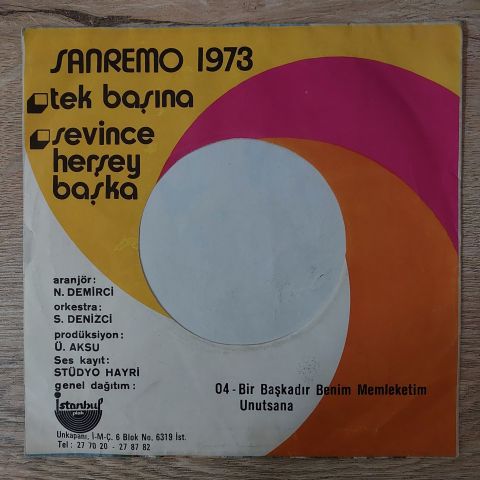 SANREMO 1973
tek başına
sevince
herşey
başka
aranjör:
N. DEMİRCİ
orkestra:
S. DENİZCİ
prodüksiyon:
Ü. AKSU
Ses kayıt:
STÜDYO HAYRİ
genel dağıtım:
istanbul
plak
Unkapanı, İ-M-Ç. 6 Blok No. 6319 İst.
Tel: 27 70 20 - 27 87 82
04 - Bir Başkadır Benim Memleketim
Unutsana